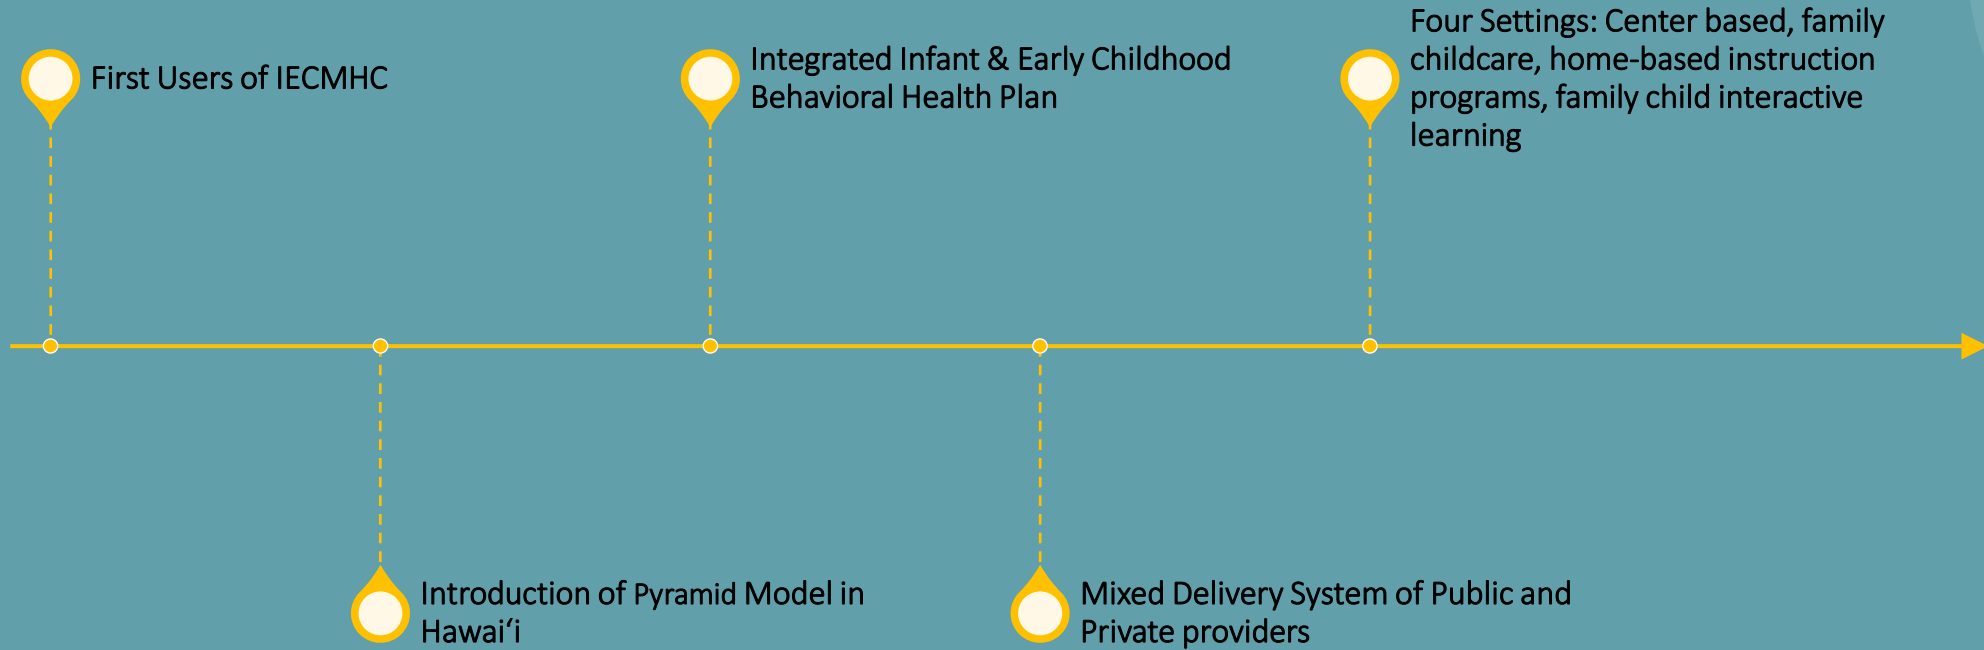 First Users of IECMHC
Introduction of Pyramid Model in
Hawai‘i
Integrated Infant & Early Childhood
Behavioral Health Plan
Mixed Delivery System of Public and
Private providers
Four Settings: Center based, family
childcare, home-based instruction
programs, family child interactive
learning